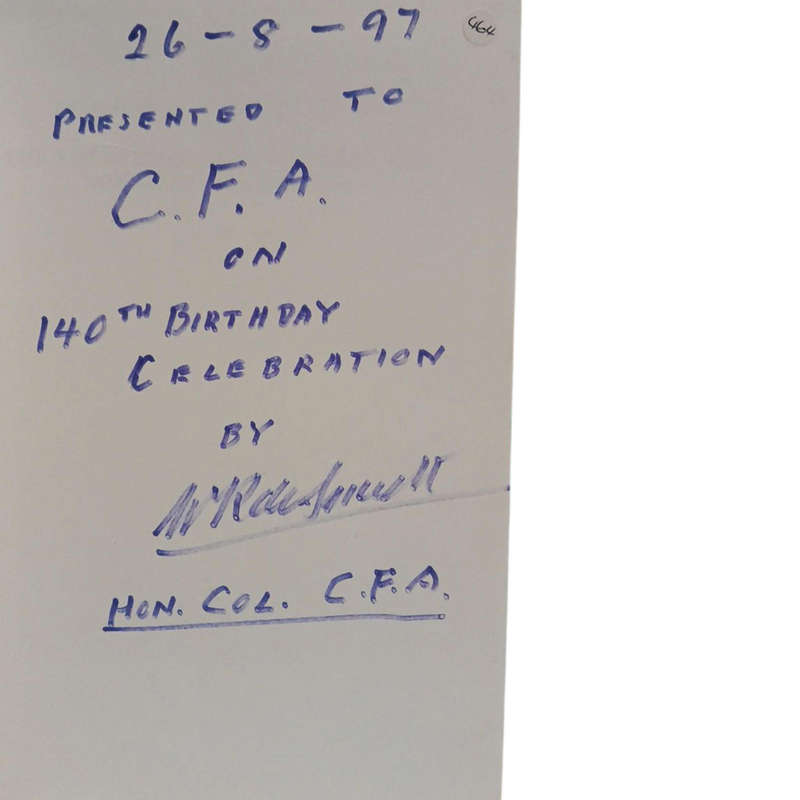 26-8-97
464
PRESENTED TO
C.F.A.
ON
140TH BIRTHDAY
CELEBRATION
BY
HON. COL. C.F.A.